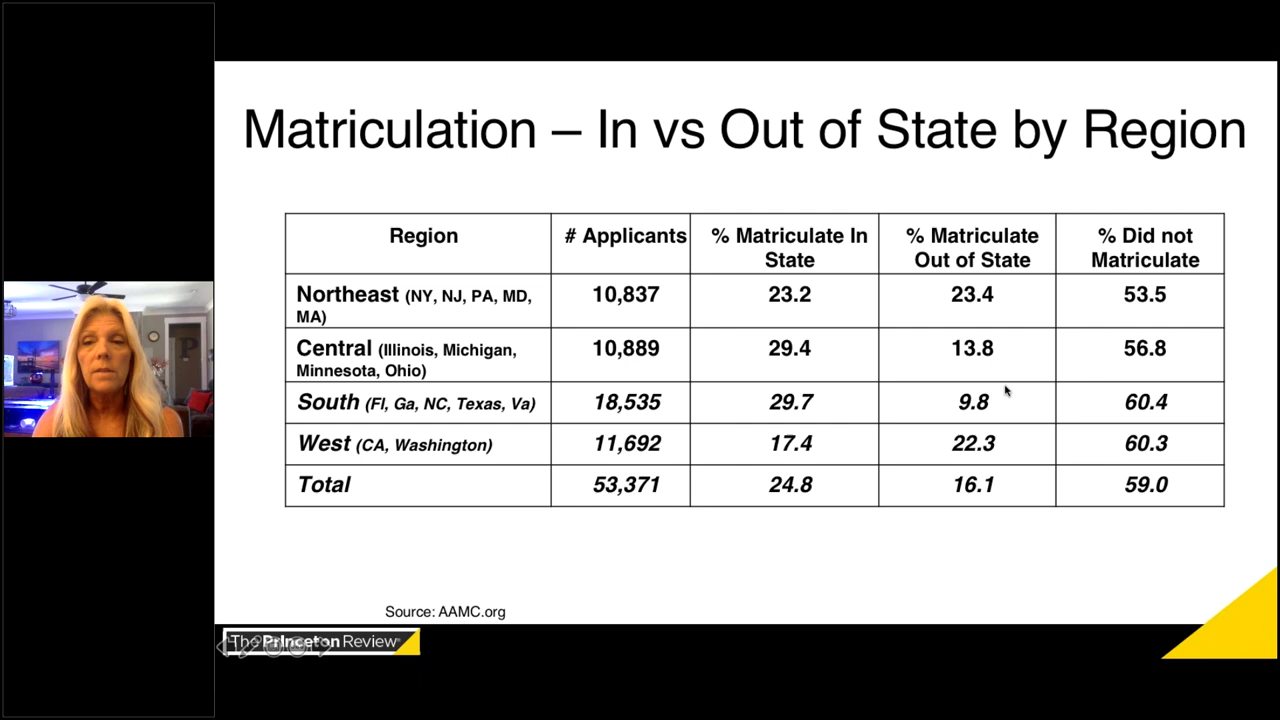 Matriculation – In vs Out of State by Region
Region
# Applicants
% Matriculate In
State
% Matriculate
Out of State
% Did not
Matriculate
Northeast (NY, NJ, PA, MD,
MA)
10,837
23.2
23.4
53.5
Central (Illinois, Michigan,
Minnesota, Ohio)
10,889
29.4
13.8
56.8
South (Fl, Ga, NC, Texas, Va)
18,535
29.7
9.8
60.4
West (CA, Washington)
11,692
17.4
22.3
60.3
Total
53,371
24.8
16.1
59.0
Source: AAMC.org
The Princeton Review
P